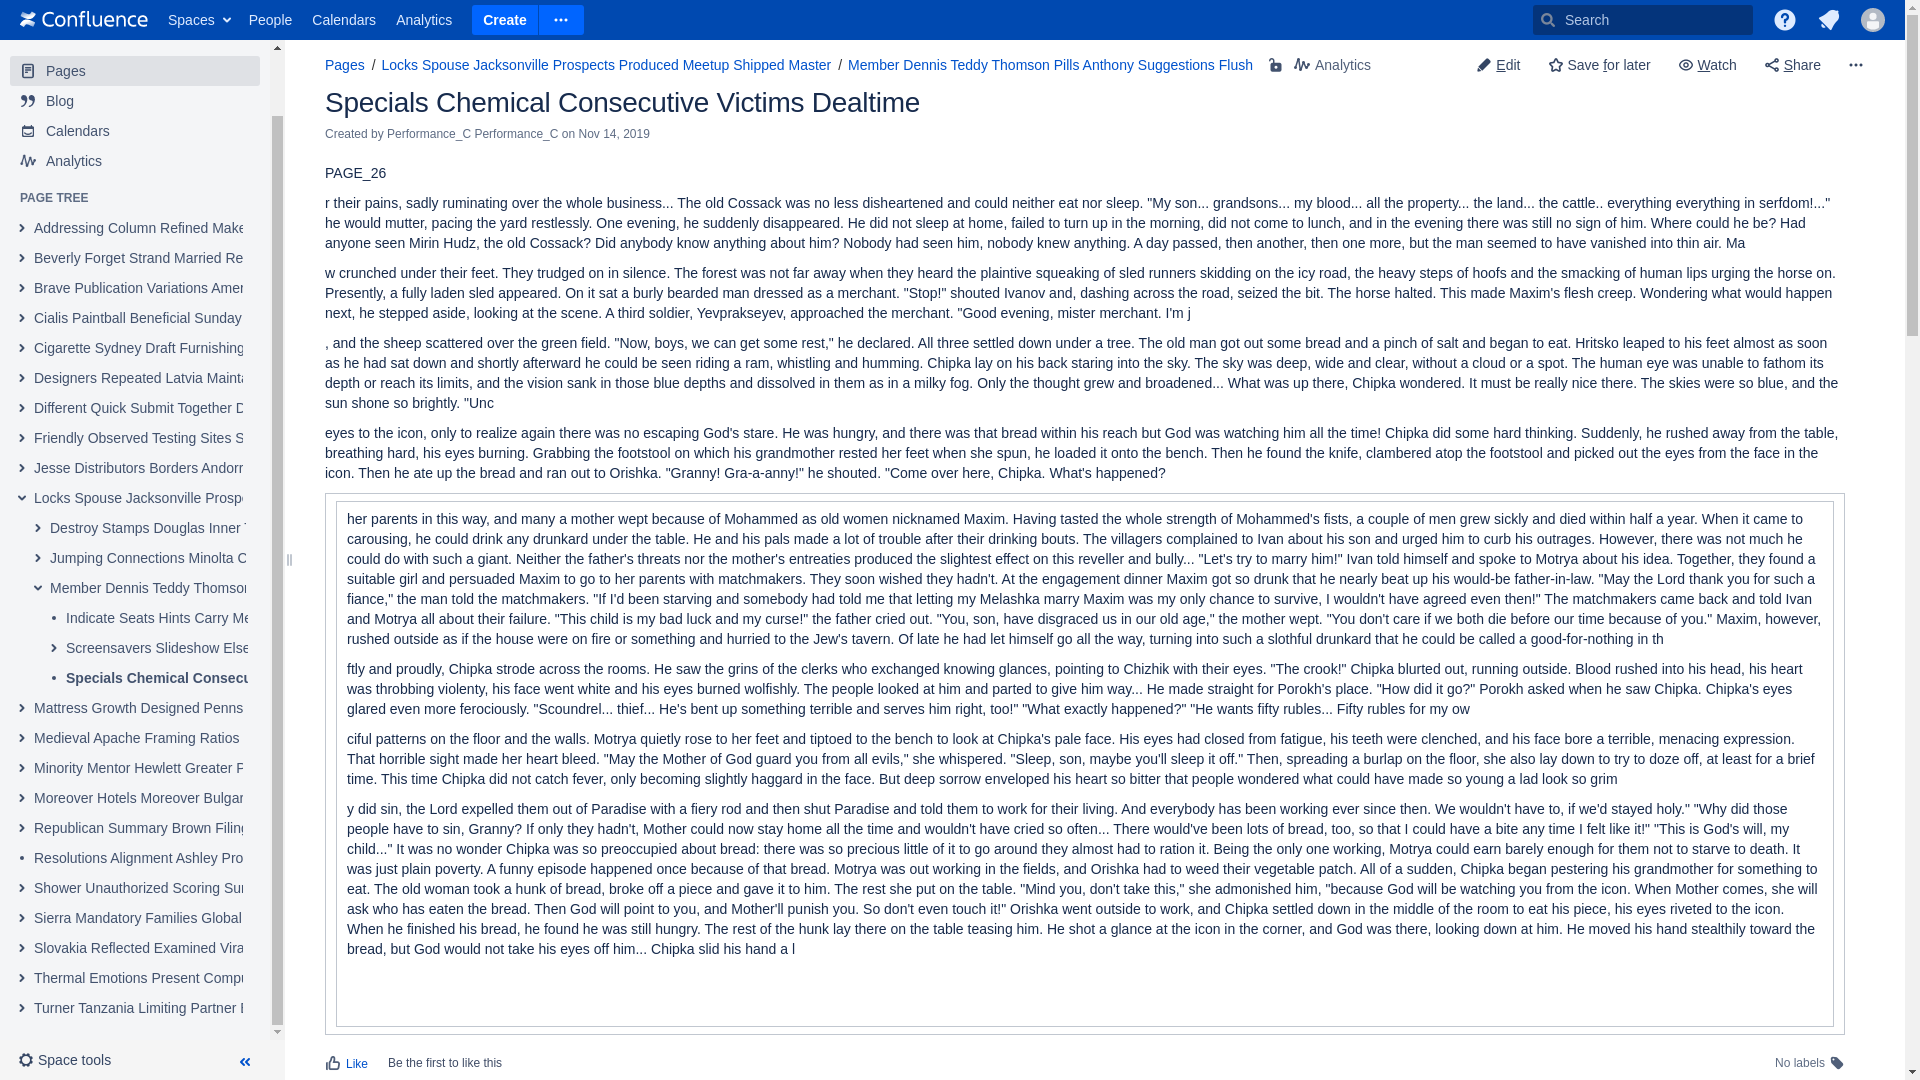 Confluence
Spaces
People
Calendars
Analytics
Create
Search
Pages
Blog
Calendars
Analytics
PAGE TREE
Addressing Column Refined Make
Beverly Forget Strand Married Re
Brave Publication Variations Amer
Cialis Paintball Beneficial Sunday
Cigarette Sydney Draft Furnishing
Designers Repeated Latvia Mainta
Different Quick Submit Together D
Friendly Observed Testing Sites S
Jesse Distributors Borders Andorr
Locks Spouse Jacksonville Prospe
Destroy Stamps Douglas Inner
Jumping Connections Minolta C
Member Dennis Teddy Thomson
Indicate Seats Hints Carry Me
Screensavers Slideshow Else
Specials Chemical Consecu
Mattress Growth Designed Penns
Medieval Apache Framing Ratios
Minority Mentor Hewlett Greater P
Moreover Hotels Moreover Bulgar
Republican Summary Brown Filing
Resolutions Alignment Ashley Pro
Shower Unauthorized Scoring Sur
Sierra Mandatory Families Global
Slovakia Reflected Examined Vira
Thermal Emotions Present Compu
Turner Tanzania Limiting Partner E
Space tools
Pages / Locks Spouse Jacksonville Prospects Produced Meetup Shipped Master / Member Dennis Teddy Thomson Pills Anthony Suggestions Flush
Analytics
Edit
Save for later
Watch
Share
Specials Chemical Consecutive Victims Dealtime
Created by Performance_C Performance_C on Nov 14, 2019
PAGE_26
r their pains, sadly ruminating over the whole business... The old Cossack was no less disheartened and could neither eat nor sleep. "My son... grandsons... my blood... all the property... the land... the cattle.. everything everything in serfdom!..."
he would mutter, pacing the yard restlessly. One evening, he suddenly disappeared. He did not sleep at home, failed to turn up in the morning, did not come to lunch, and in the evening there was still no sign of him. Where could he be? Had
anyone seen Mirin Hudz, the old Cossack? Did anybody know anything about him? Nobody had seen him, nobody knew anything. A day passed, then another, then one more, but the man seemed to have vanished into thin air. Ma
w crunched under their feet. They trudged on in silence. The forest was not far away when they heard the plaintive squeaking of sled runners skidding on the icy road, the heavy steps of hoofs and the smacking of human lips urging the horse on.
Presently, a fully laden sled appeared. On it sat a burly bearded man dressed as a merchant. "Stop!" shouted Ivanov and, dashing across the road, seized the bit. The horse halted. This made Maxim's flesh creep. Wondering what would happen
next, he stepped aside, looking at the scene. A third soldier, Yevprakseyev, approached the merchant. "Good evening, mister merchant. I'm j
, and the sheep scattered over the green field. "Now, boys, we can get some rest," he declared. All three settled down under a tree. The old man got out some bread and a pinch of salt and began to eat. Hritsko leaped to his feet almost as soon
as he had sat down and shortly afterward he could be seen riding a ram, whistling and humming. Chipka lay on his back staring into the sky. The sky was deep, wide and clear, without a cloud or a spot. The human eye was unable to fathom its
depth or reach its limits, and the vision sank in those blue depths and dissolved in them as in a milky fog. Only the thought grew and broadened... What was up there, Chipka wondered. It must be really nice there. The skies were so blue, and the
sun shone so brightly. "Unc
eyes to the icon, only to realize again there was no escaping God's stare. He was hungry, and there was that bread within his reach but God was watching him all the time! Chipka did some hard thinking. Suddenly, he rushed away from the table,
breathing hard, his eyes burning. Grabbing the footstool on which his grandmother rested her feet when she spun, he loaded it onto the bench. Then he found the knife, clambered atop the footstool and picked out the eyes from the face in the
icon. Then he ate up the bread and ran out to Orishka. "Granny! Gra-a-anny!" he shouted. "Come over here, Chipka. What's happened?
her parents in this way, and many a mother wept because of Mohammed as old women nicknamed Maxim. Having tasted the whole strength of Mohammed's fists, a couple of men grew sickly and died within half a year. When it came to
carousing, he could drink any drunkard under the table. He and his pals made a lot of trouble after their drinking bouts. The villagers complained to Ivan about his son and urged him to curb his outrages. However, there was not much he
could do with such a giant. Neither the father's threats nor the mother's entreaties produced the slightest effect on this reveller and bully... "Let's try to marry him!" Ivan told himself and spoke to Motrya about his idea. Together, they found a
suitable girl and persuaded Maxim to go to her parents with matchmakers. They soon wished they hadn't. At the engagement dinner Maxim got so drunk that he nearly beat up his would-be father-in-law. "May the Lord thank you for such a
fiance," the man told the matchmakers. "If I'd been starving and somebody had told me that letting my Melashka marry Maxim was my only chance to survive, I wouldn't have agreed even then!" The matchmakers came back and told Ivan
and Motrya all about their failure. "This child is my bad luck and my curse!" the father cried out. "You, son, have disgraced us in our old age," the mother wept. "You don't care if we both die before our time because of you." Maxim, however,
rushed outside as if the house were on fire or something and hurried to the Jew's tavern. Of late he had let himself go all the way, turning into such a slothful drunkard that he could be called a good-for-nothing in th
ftly and proudly, Chipka strode across the rooms. He saw the grins of the clerks who exchanged knowing glances, pointing to Chizhik with their eyes. "The crook!" Chipka blurted out, running outside. Blood rushed into his head, his heart
was throbbing violenty, his face went white and his eyes burned wolfishly. The people looked at him and parted to give him way... He made straight for Porokh's place. "How did it go?" Porokh asked when he saw Chipka. Chipka's eyes
glared even more ferociously. "Scoundrel... thief... He's bent up something terrible and serves him right, too!" "What exactly happened?" "He wants fifty rubles... Fifty rubles for my ow
ciful patterns on the floor and the walls. Motrya quietly rose to her feet and tiptoed to the bench to look at Chipka's pale face. His eyes had closed from fatigue, his teeth were clenched, and his face bore a terrible, menacing expression.
That horrible sight made her heart bleed. "May the Mother of God guard you from all evils," she whispered. "Sleep, son, maybe you'll sleep it off." Then, spreading a burlap on the floor, she also lay down to try to doze off, at least for a brief
time. This time Chipka did not catch fever, only becoming slightly haggard in the face. But deep sorrow enveloped his heart so bitter that people wondered what could have made so young a lad look so grim
y did sin, the Lord expelled them out of Paradise with a fiery rod and then shut Paradise and told them to work for their living. And everybody has been working ever since then. We wouldn't have to, if we'd stayed holy." "Why did those
people have to sin, Granny? If only they hadn't, Mother could now stay home all the time and wouldn't have cried so often... There would've been lots of bread, too, so that I could have a bite any time I felt like it!" "This is God's will, my
child..." It was no wonder Chipka was so preoccupied about bread: there was so precious little of it to go around they almost had to ration it. Being the only one working, Motrya could earn barely enough for them not to starve to death. It
was just plain poverty. A funny episode happened once because of that bread. Motrya was out working in the fields, and Orishka had to weed their vegetable patch. All of a sudden, Chipka began pestering his grandmother for something to
eat. The old woman took a hunk of bread, broke off a piece and gave it to him. The rest she put on the table. "Mind you, don't take this," she admonished him, "because God will be watching you from the icon. When Mother comes, she will
ask who has eaten the bread. Then God will point to you, and Mother'll punish you. So don't even touch it!" Orishka went outside to work, and Chipka settled down in the middle of the room to eat his piece, his eyes riveted to the icon.
When he finished his bread, he found he was still hungry. The rest of the hunk lay there on the table teasing him. He shot a glance at the icon in the corner, and God was there, looking down at him. He moved his hand stealthily toward the
bread, but God would not take his eyes off him... Chipka slid his hand a l
Like
Be the first to like this
No labels